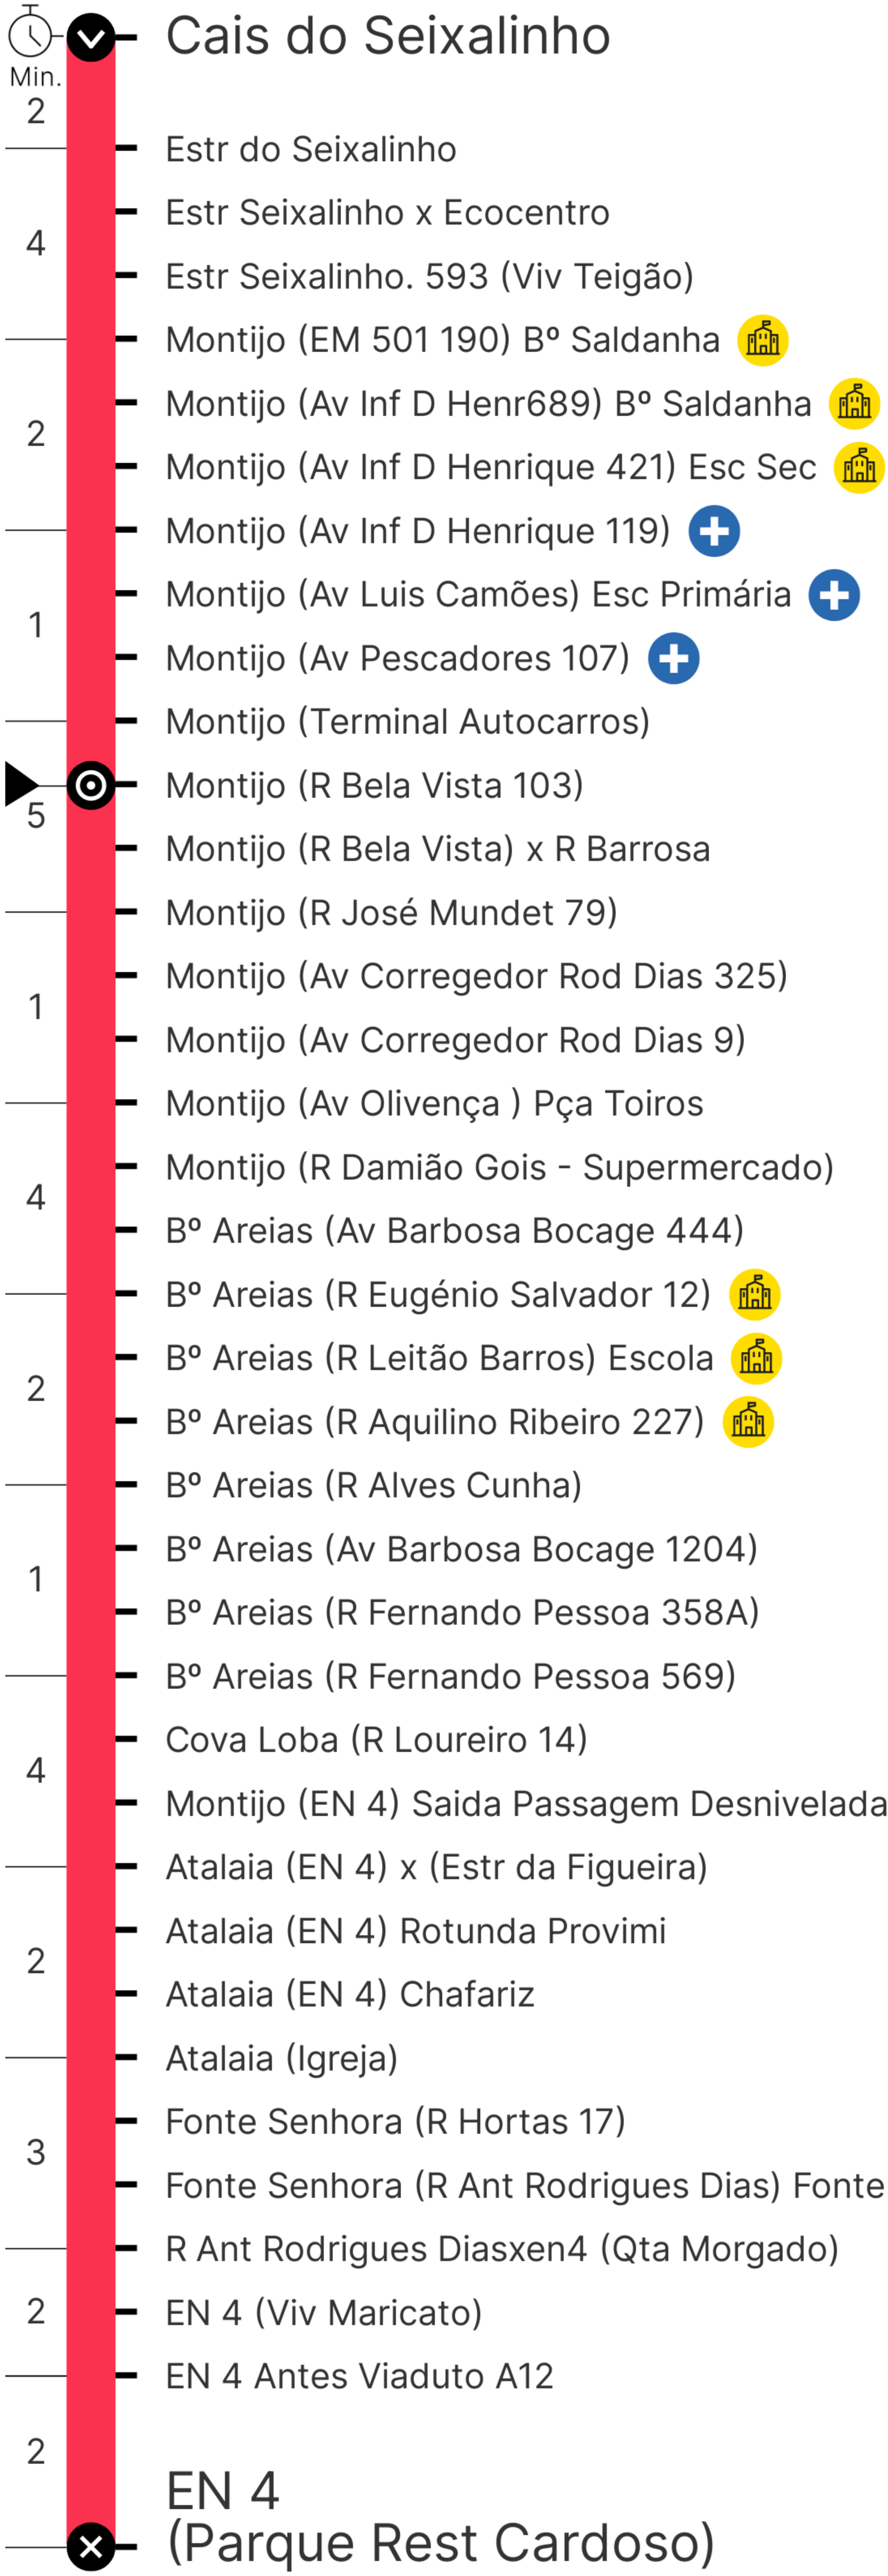 Cais do Seixalinho
Min.
2
Estr do Seixalinho
Estr Seixalinho x Ecocentro
4
Estr Seixalinho. 593 (Viv Teigão)
Montijo (EM 501 190) Bº Saldanha
Montijo (Av Inf D Henr689) Bº Saldanha
2
Montijo (Av Inf D Henrique 421) Esc Sec
Montijo (Av Inf D Henrique 119)
Montijo (Av Luis Camões) Esc Primária
1
Montijo (Av Pescadores 107)
Montijo (Terminal Autocarros)
Montijo (R Bela Vista 103)
5
Montijo (R Bela Vista) x R Barrosa
Montijo (R José Mundet 79)
Montijo (Av Corregedor Rod Dias 325)
1
Montijo (Av Corregedor Rod Dias 9)
Montijo (Av Olivença ) Pça Toiros
Montijo (R Damião Gois - Supermercado)
4
Bº Areias (Av Barbosa Bocage 444)
Bº Areias (R Eugénio Salvador 12)
Bº Areias (R Leitão Barros) Escola
2
Bº Areias (R Aquilino Ribeiro 227)
Bº Areias (R Alves Cunha)
Bº Areias (Av Barbosa Bocage 1204)
1
Bº Areias (R Fernando Pessoa 358A)
Bº Areias (R Fernando Pessoa 569)
Cova Loba (R Loureiro 14)
4
Montijo (EN 4) Saida Passagem Desnivelada
Atalaia (EN 4) x (Estr da Figueira)
Atalaia (EN 4) Rotunda Provimi
2
Atalaia (EN 4) Chafariz
Atalaia (Igreja)
Fonte Senhora (R Hortas 17)
3
Fonte Senhora (R Ant Rodrigues Dias) Fonte
R Ant Rodrigues Diasxen4 (Qta Morgado)
2
EN 4 (Viv Maricato)
EN 4 Antes Viaduto A12
2
EN 4
(Parque Rest Cardoso)